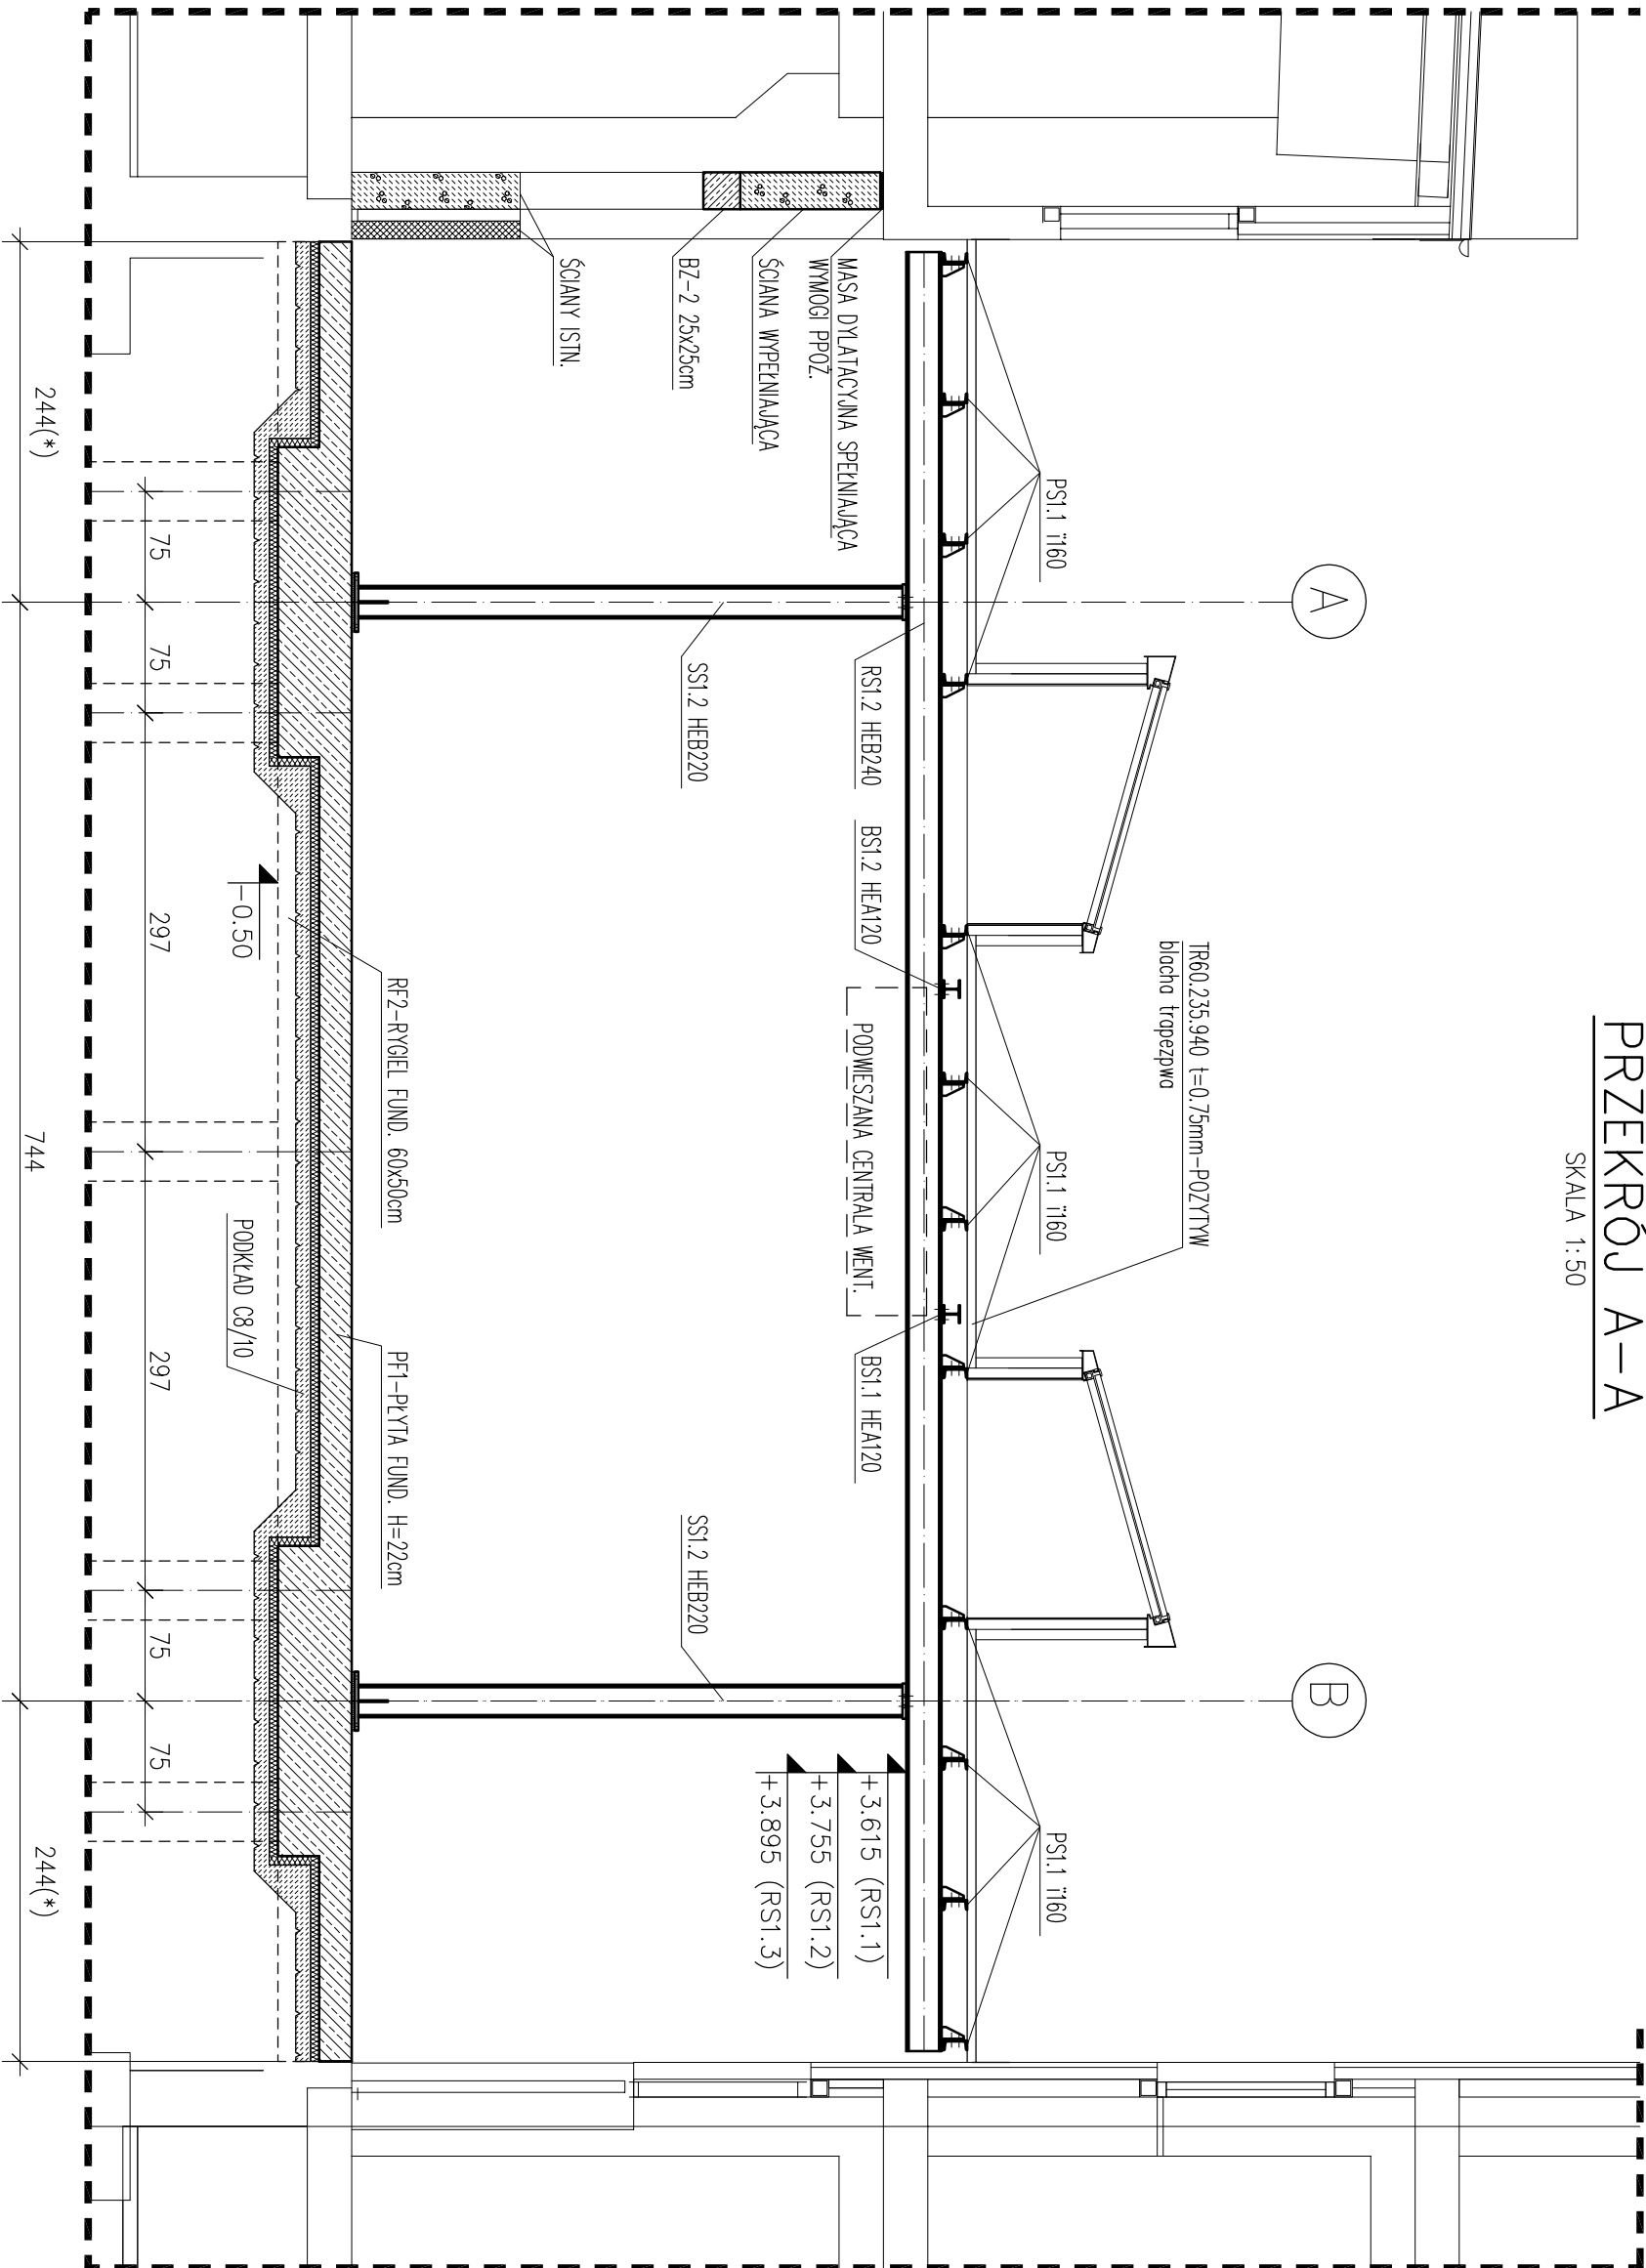 PRZEKRÓJ A-A
SKALA 1:50
A
B
TR60.235.940 t=0.75mm-POZYTYW
blacha trapezpwa
PS1.1 I160
PS1.1 I160
PS1.1 I160
MASA DYLATACYJNA SPEŁNIAJĄCA
WYMOGI PPOŻ.
ŚCIANA WYPEŁNIAJĄCA
BZ-2 25x25cm
ŚCIANY ISTN.
RS1.2 HEB240
BS1.2 HEA120
PODWIESZANA CENTRALA WENT.
BS1.1 HEA120
+3.615 (RS1.1)
+3.755 (RS1.2)
+3.895 (RS1.3)
SS1.2 HEB220
SS1.2 HEB220
RF2-RYGIEL FUND. 60x50cm
PF1-PŁYTA FUND. H=22cm
-0.50
PODKŁAD C8/10
75
75
297
297
75
75
244(*)
744
244(*)